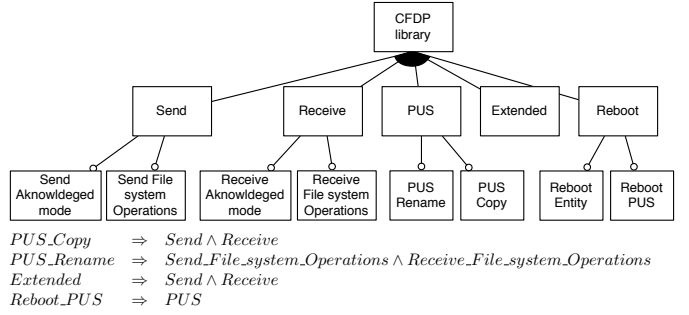 CFDP
library
Send
Receive
PUS
Extended
Reboot
Send
Aknowldeged
mode
Send File
system
Operations
Receive
Aknowldeged
mode
Receive
File system
Operations
PUS
Rename
PUS
Copy
Reboot
Entity
Reboot
PUS
PUS_Copy ⇒ Send ∧ Receive
PUS_Rename ⇒ Send_File_system_Operations ∧ Receive_File_system_Operations
Extended ⇒ Send ∧ Receive
Reboot_PUS ⇒ PUS